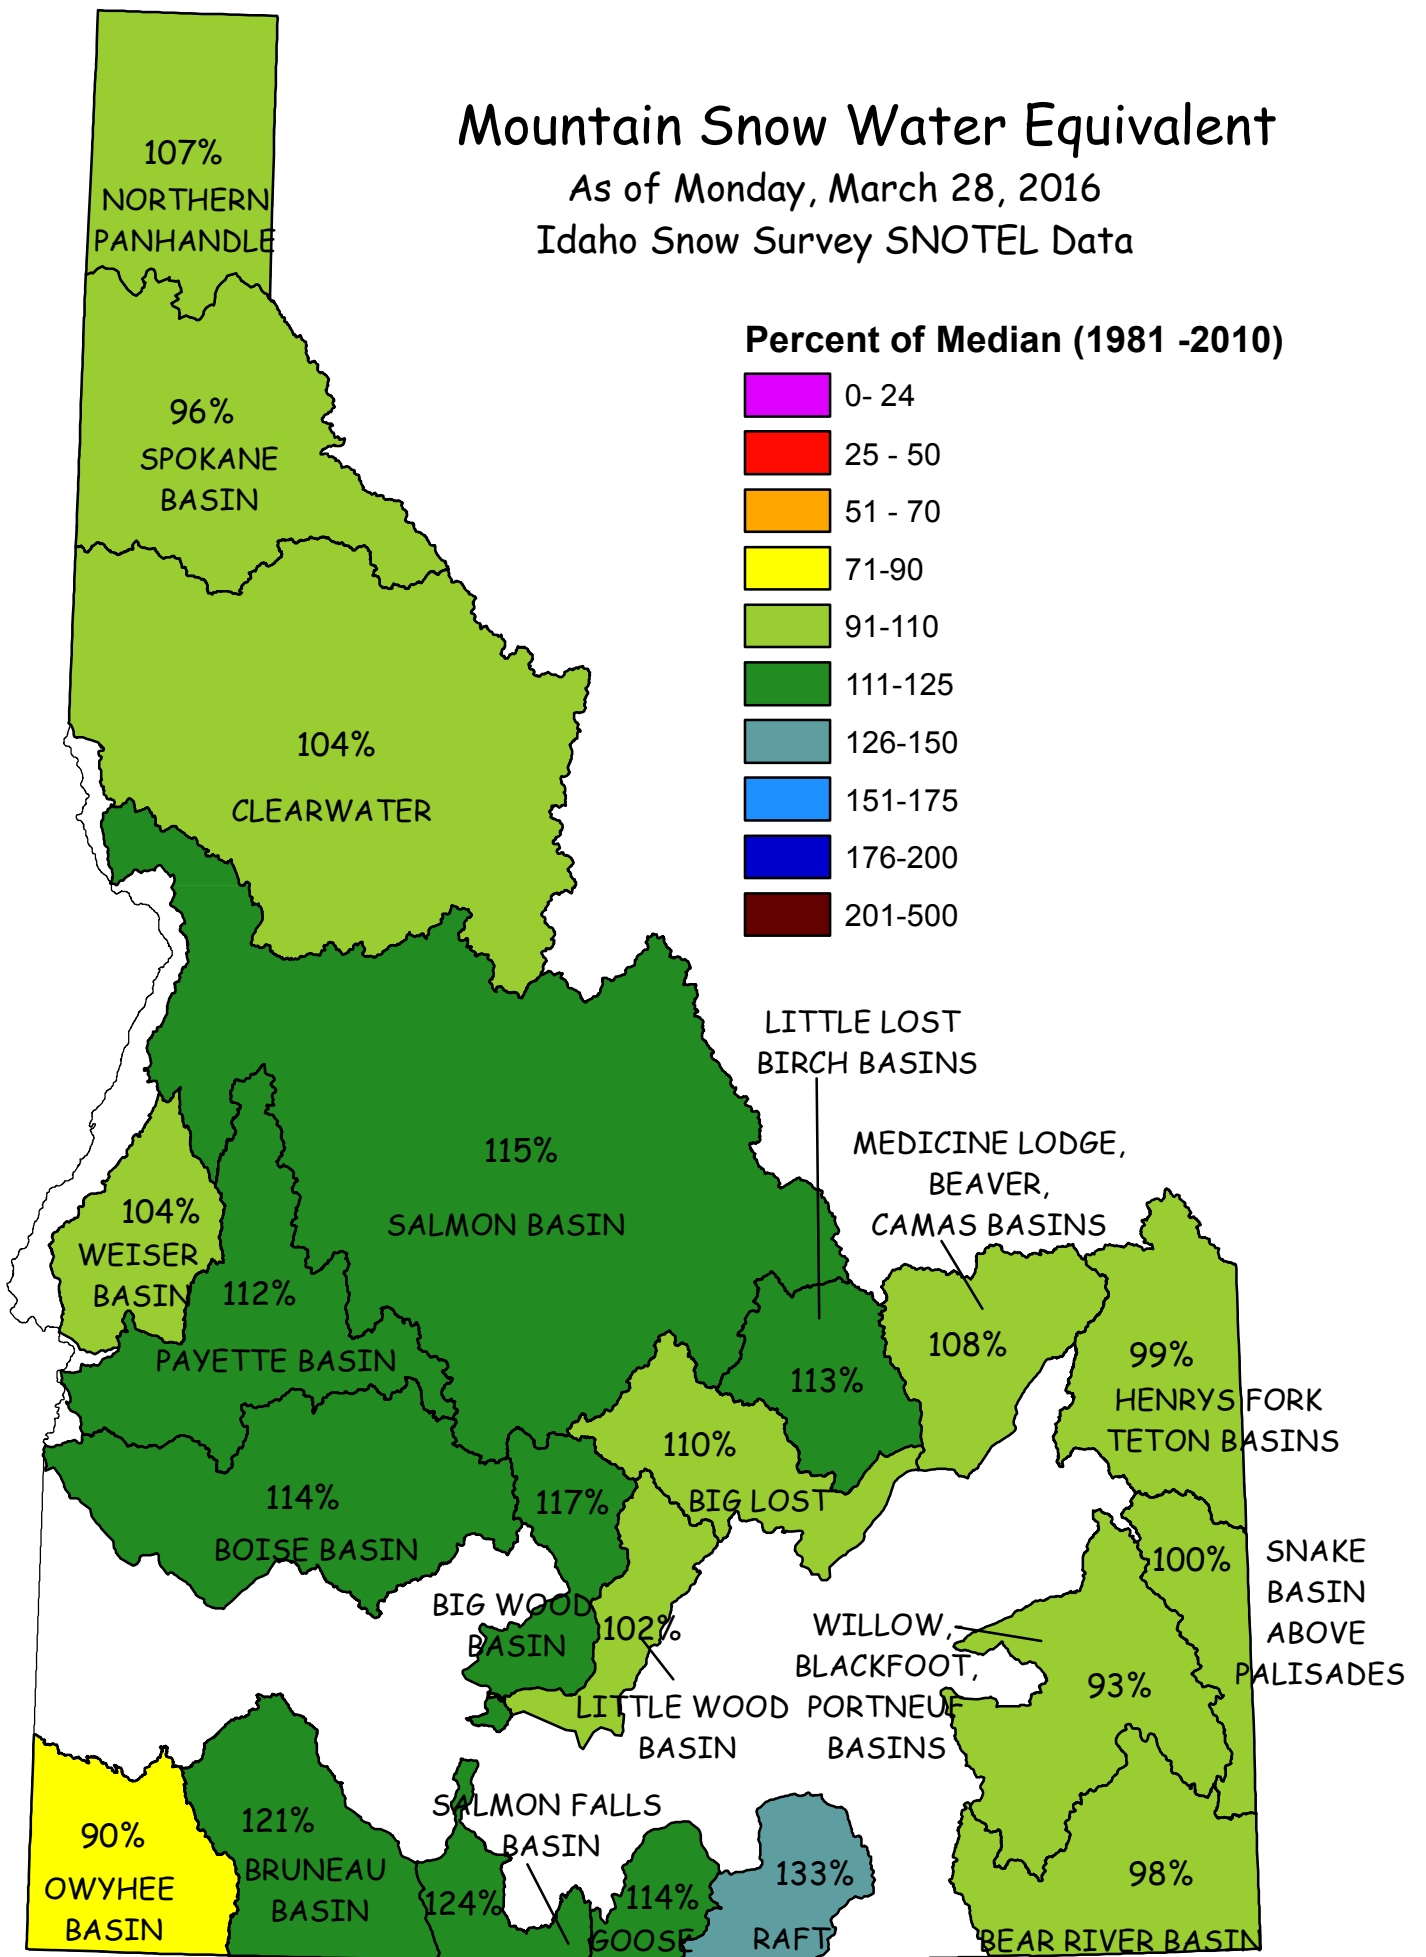 Mountain Snow Water Equivalent
As of Monday, March 28, 2016
Idaho Snow Survey SNOTEL Data
Percent of Median (1981 -2010)
0- 24
25 - 50
51 - 70
71-90
91-110
111-125
126-150
151-175
176-200
201-500
107%
NORTHERN
PANHANDLE
96%
SPOKANE
BASIN
104%
CLEARWATER
115%
SALMON BASIN
LITTLE LOST
BIRCH BASINS
113%
MEDICINE LODGE,
BEAVER,
CAMAS BASINS
108%
104%
WEISER
BASIN
112%
PAYETTE BASIN
99%
HENRYS FORK
TETON BASINS
110%
BIG LOST
114%
BOISE BASIN
117%
BIG WOOD
BASIN
102%
LITTLE WOOD
BASIN
100%
SNAKE
BASIN
ABOVE
PALISADES
WILLOW,
BLACKFOOT,
PORTNEUF
BASINS
93%
90%
OWYHEE
BASIN
121%
BRUNEAU
BASIN
SALMON FALLS
BASIN
124%
114%
GOOSE
133%
RAFT
98%
BEAR RIVER BASIN